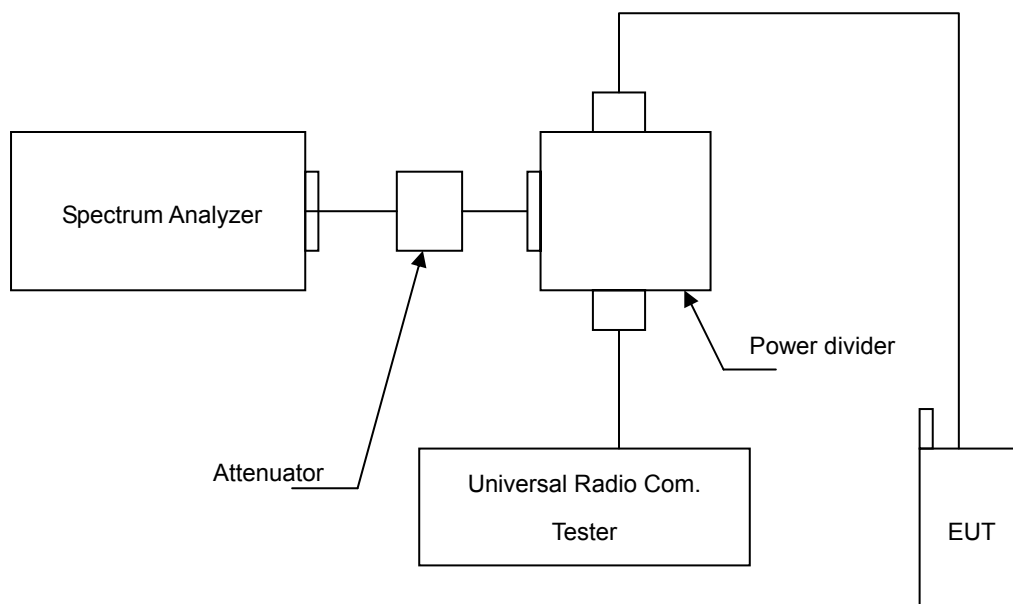 Spectrum Analyzer
Power divider
Attenuator
Universal Radio Com.
Tester
EUT